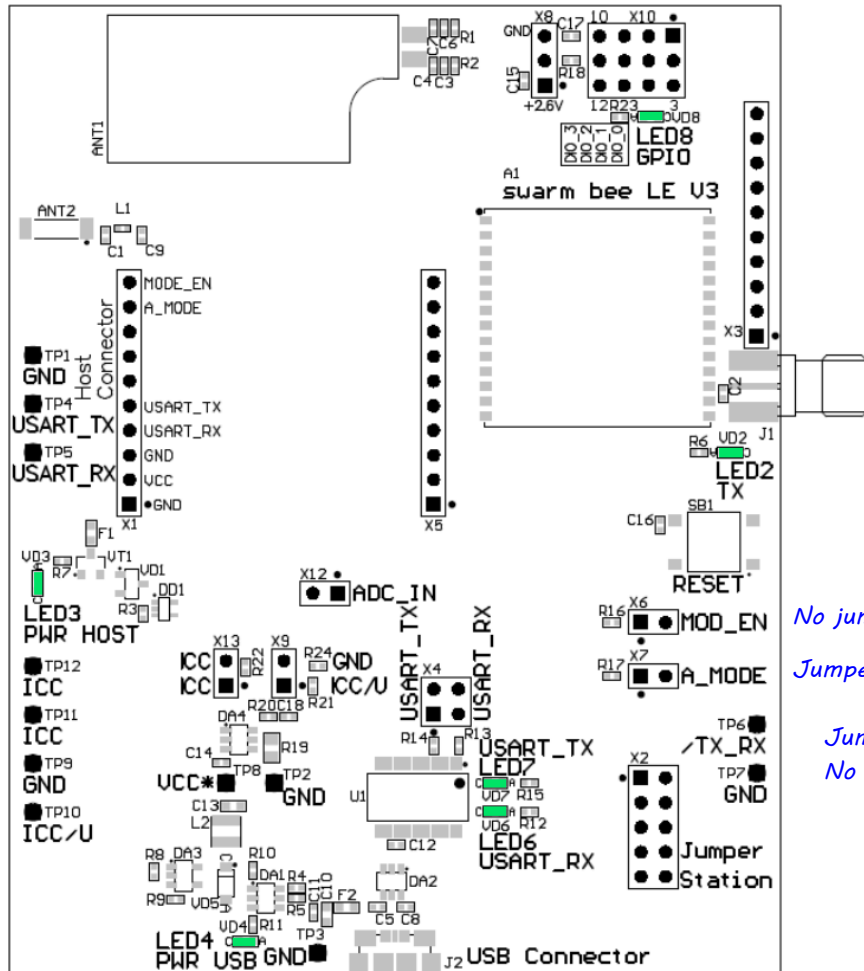 X8
GND
C17
10
X10
C7
C6
R1
R2
C4
C3
C15
R18
+2.6V
12
R23
3
VD8
LED8
GPIO
DIO_3
DIO_2
DIO_1
DIO_0
ANT1
A1
swarm bee LE V3
ANT2
L1
C1
C9
MODE_EN
A_MODE
Host
Connector
USART_TX
USART_RX
GND
VCC
GND
X1
X5
X3
TP1
GND
TP4
USART_TX
TP5
USART_RX
C2
J1
R6
VD2
LED2
TX
SB1
C16
RESET
F1
VD3
A
C
R7
VT1
VD1
R3
DD1
LED3
PWR HOST
X12
ADC_IN
R16
X6
MOD_EN
No jun
R17
X7
A_MODE
Jumpe
TP12
ICC
TP11
ICC
TP9
GND
TP10
ICC/U
X13
ICC
ICC
R22
X9
R24
GND
ICC/U
R21
R20
C18
DA4
R19
C14
USART_TX
X4
USART_RX
R14
R13
USART_TX
LED7
C
VD7
A
R15
C
VD6
A
R12
LED6
USART_RX
TP6
/TX_RX
TP7
GND
Jun
No
X2
Jumper
Station
VCC*
TP8
TP2
GND
U1
C13
L2
C12
R8
DA3
R9
C
VD5
R10
DA1
R4
R5
R11
C11
C10
F2
DA2
C5
C8
VD4
C
A
LED4
PWR USB
TP3
GND
J2
USB Connector